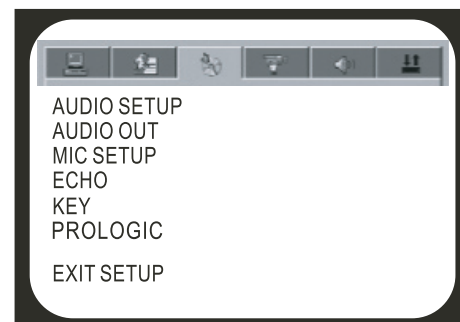 AUDIO SETUP
AUDIO OUT
MIC SETUP
ECHO
KEY
PROLOGIC
EXIT SETUP